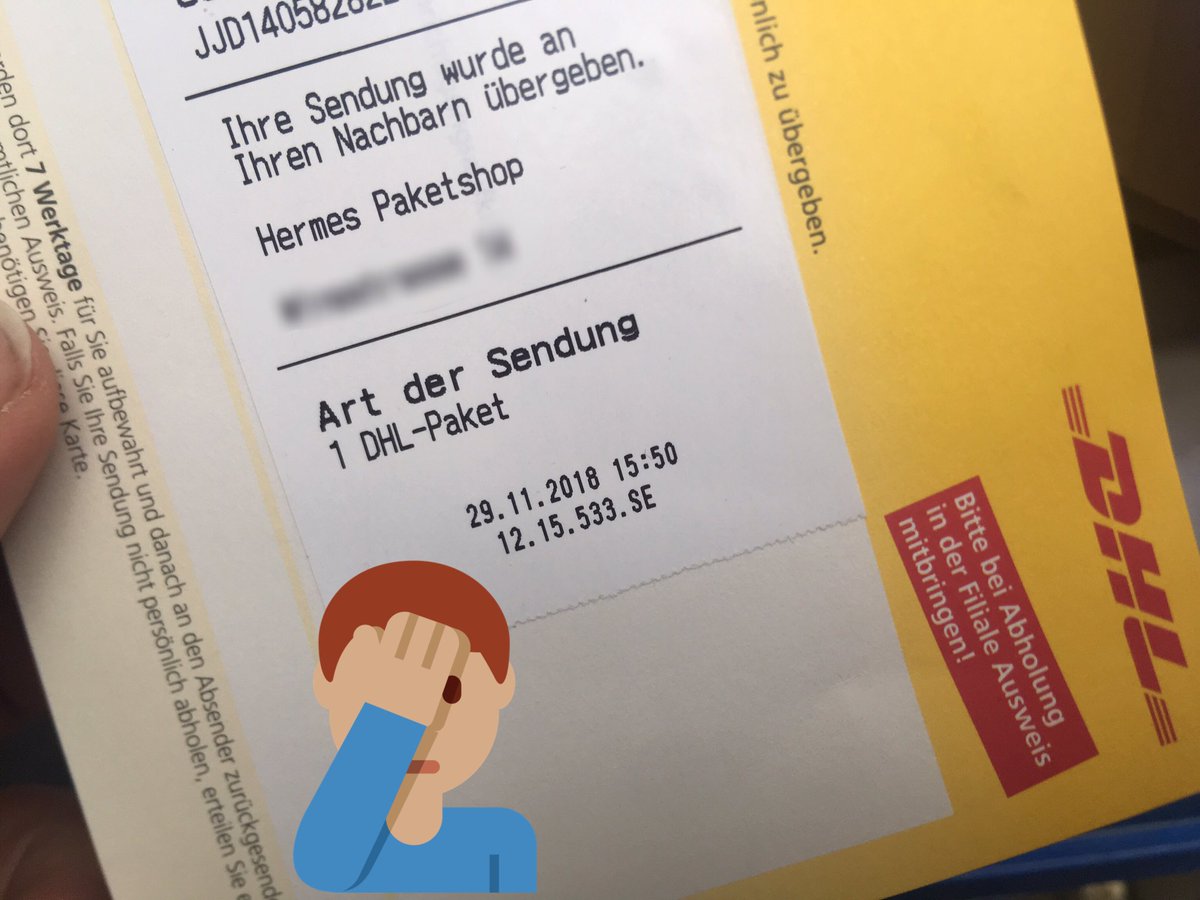 JJD14058282
Ihre Sendung wurde an
Ihren Nachbarn übergeben.
Hermes Paketshop
Art der Sendung
1 DHL-Paket
29.11.2018 15:50
12.15.533.SE
nlich zu übergeben.
DHL
Bitte bei Abholung
in der Filiale Ausweis
mitbringen!
rden dort 7 Werktage für Sie aufbewahrt und danach an den Absender zurückgesend
mtlichen Ausweis. Falls Sie Ihre Sendung nicht persönlich abholen, erteilen Sie e
benötigen Sie diese Karte.